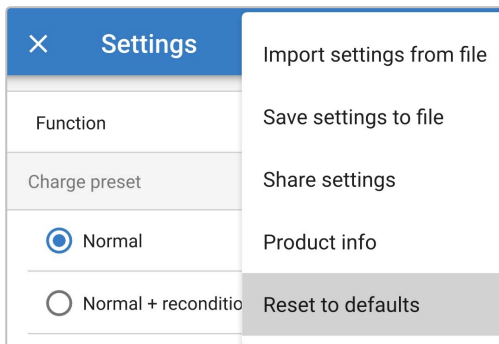 Settings
Function
Charge preset
Normal
Normal + reconditio
Import settings from file
Save settings to file
Share settings
Product info
Reset to defaults